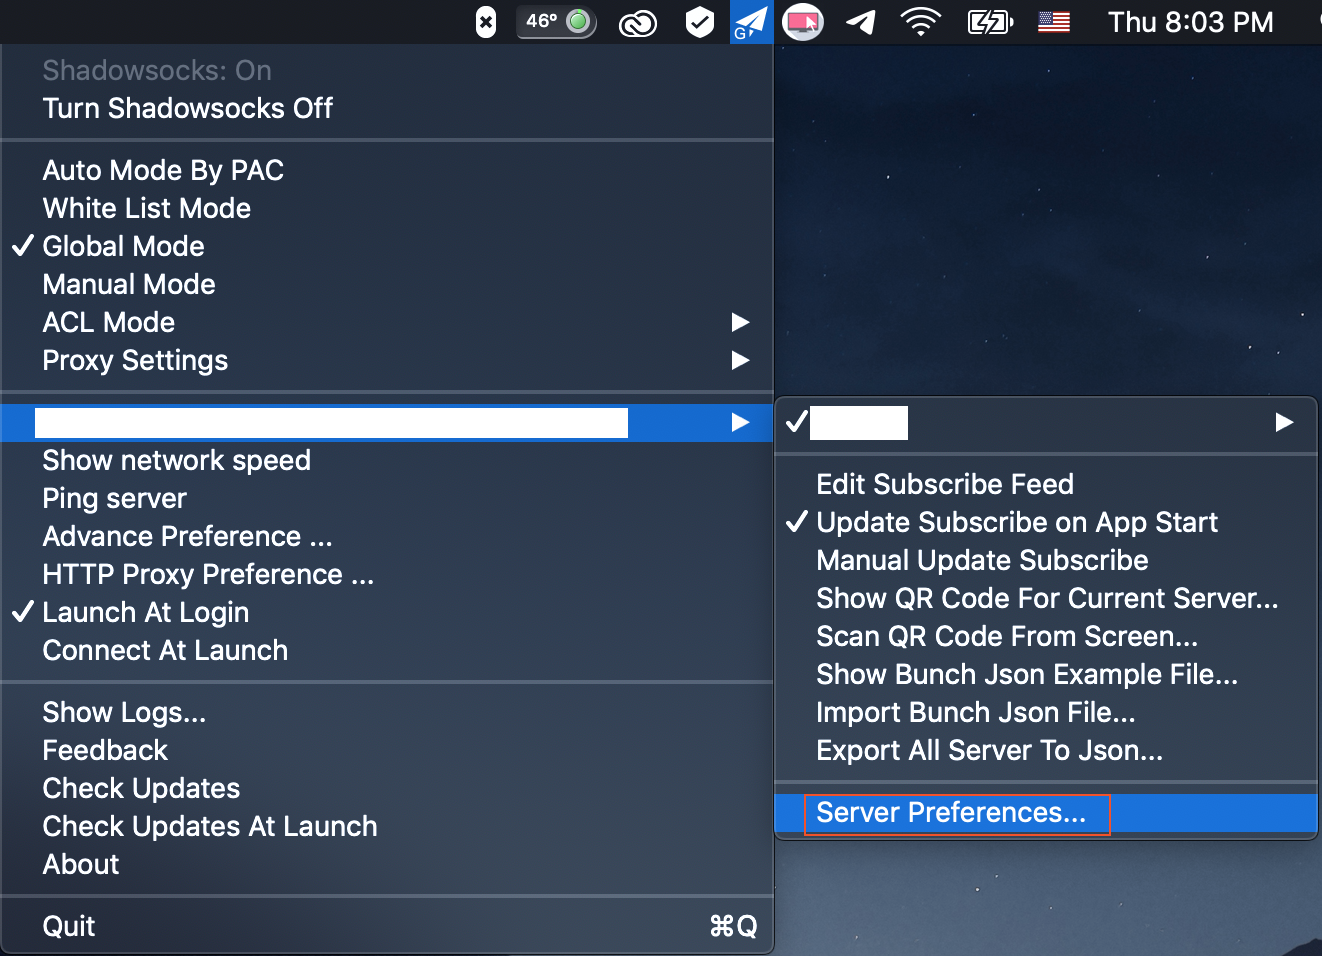 46°
G
Thu 8:03 PM
Shadowsocks: On
Turn Shadowsocks Off
Auto Mode By PAC
White List Mode
✓ Global Mode
Manual Mode
ACL Mode
Proxy Settings
Show network speed
Ping server
Advance Preference ...
HTTP Proxy Preference ...
✓ Launch At Login
Connect At Launch
Show Logs...
Feedback
Check Updates
Check Updates At Launch
About
Quit ⌘Q
Edit Subscribe Feed
✓ Update Subscribe on App Start
Manual Update Subscribe
Show QR Code For Current Server...
Scan QR Code From Screen...
Show Bunch Json Example File...
Import Bunch Json File...
Export All Server To Json...
Server Preferences...